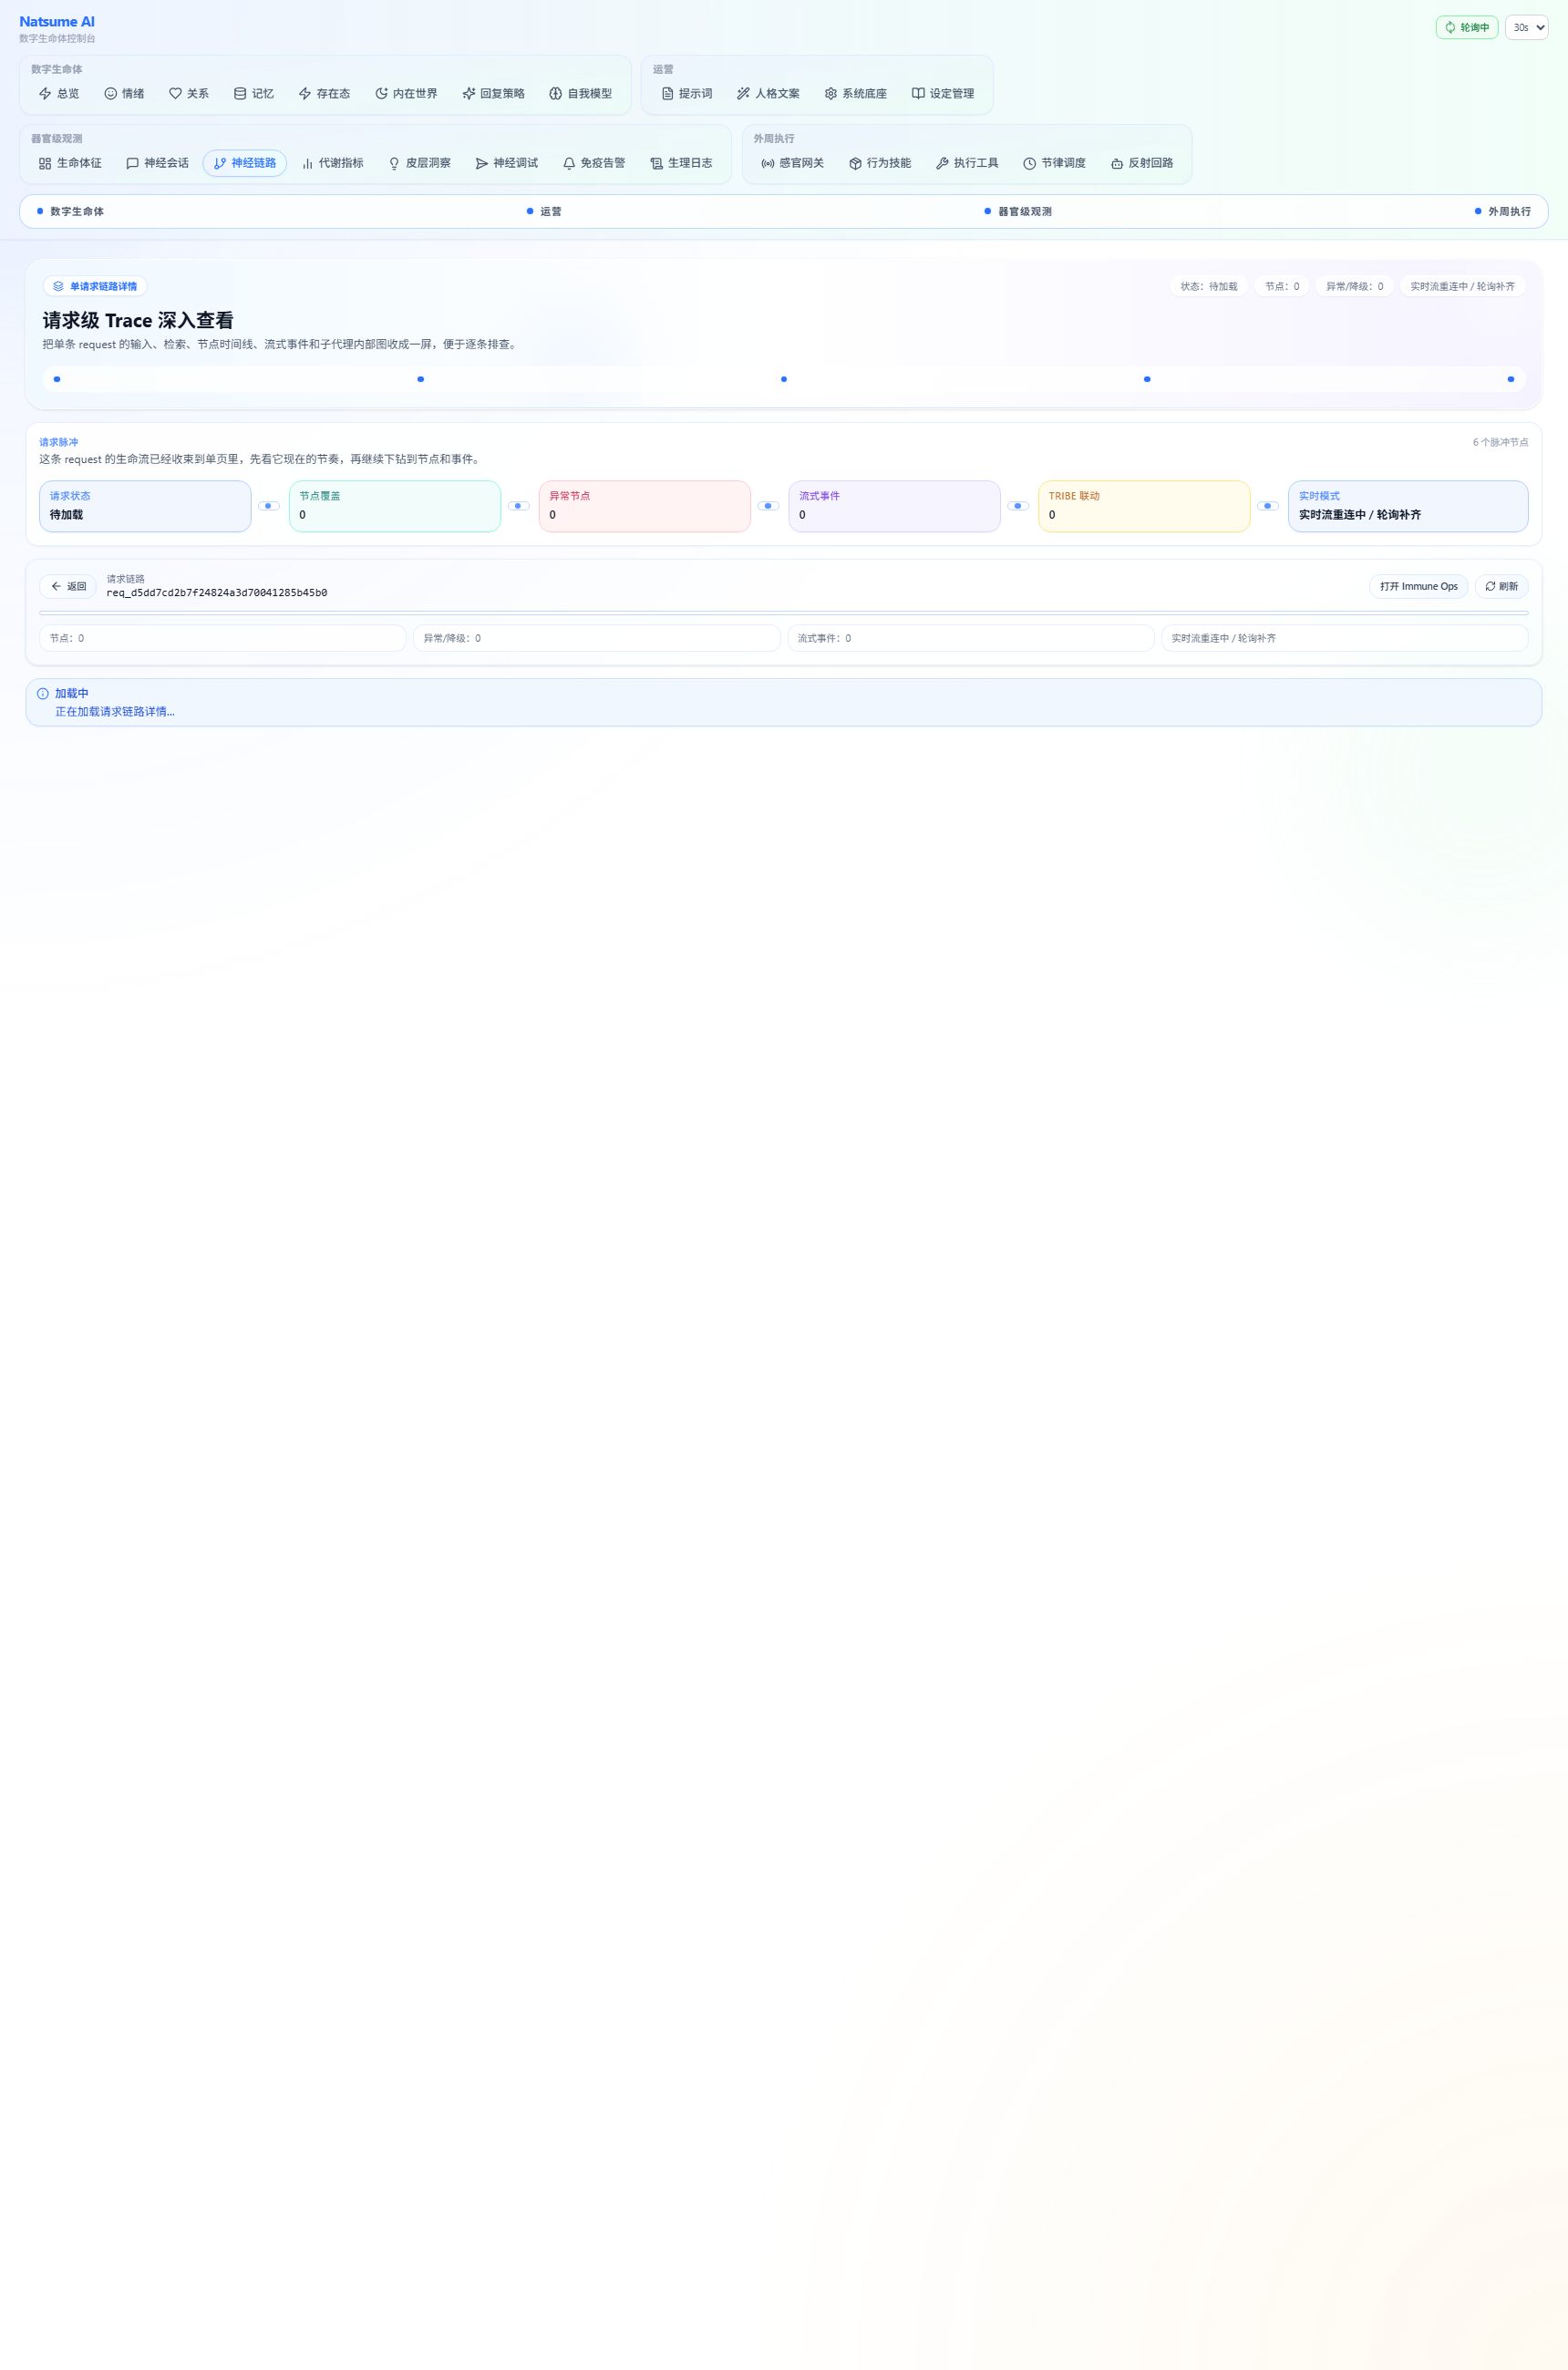 Natsume AI
数字生命体控制台
轮询中
30s
数字生命体
总览
情绪
关系
记忆
存在态
内在世界
回复策略
自我模型
运营
提示词
人格文案
系统底座
设定管理
器官级观测
生命体征
神经会话
神经链路
代谢指标
皮层洞察
神经调试
免疫告警
生理日志
外周执行
感官网关
行为技能
执行工具
节律调度
反射回路
数字生命体
运营
器官级观测
外周执行
单请求链路详情
状态：待加载
节点：0
异常/降级：0
实时流重连中 / 轮询补齐
请求级 Trace 深入查看
把单条 request 的输入、检索、节点时间线、流式事件和子代理内部图收成一屏，便于逐条排查。
请求脉冲
6 个脉冲节点
这条 request 的生命流已经收束到单页里，先看它现在的节奏，再继续下钻到节点和事件。
请求状态
待加载
节点覆盖
0
异常节点
0
流式事件
0
TRIBE 联动
0
实时模式
实时流重连中 / 轮询补齐
返回
请求链路
req_d5dd7cd2b7f24824a3d70041285b45b0
打开 Immune Ops
刷新
节点：0
异常/降级：0
流式事件：0
实时流重连中 / 轮询补齐
加载中
正在加载请求链路详情...